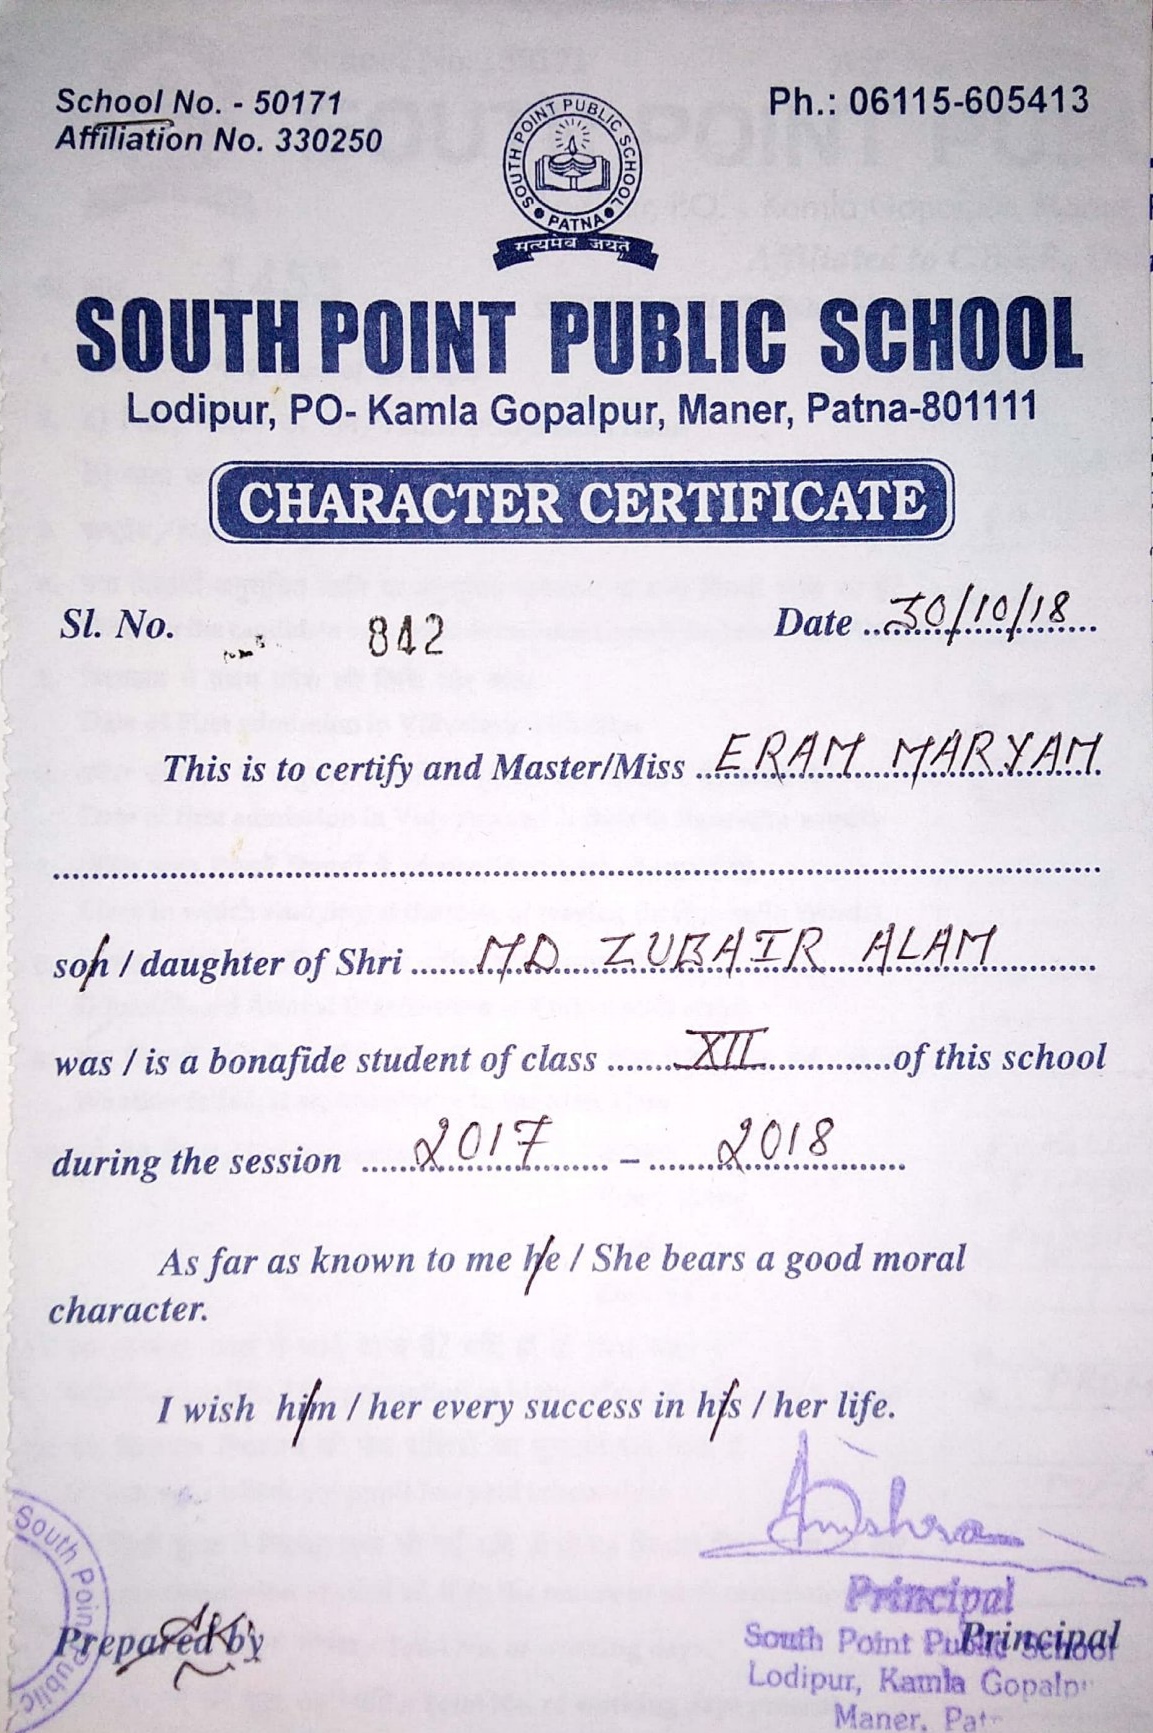 School No. - 50171
Affiliation No. 330250
Ph.: 06115-605413
SOUTH POINT PUBLIC SCHOOL
PATNA
सत्यमेव जयते
SOUTH POINT PUBLIC SCHOOL
Lodipur, PO- Kamla Gopalpur, Maner, Patna-801111
CHARACTER CERTIFICATE
Sl. No. 842
Date 30/10/18
This is to certify and Master/Miss ERAM MARYAM
son / daughter of Shri MD ZUBAIR ALAM
was / is a bonafide student of class XII of this school
during the session 2017 – 2018
As far as known to me he / She bears a good moral
character.
I wish him / her every success in his / her life.
South Point Public
Prepared by
Principal
Principal
South Point Public School
Lodipur, Kamla Gopalp
Maner, Pat